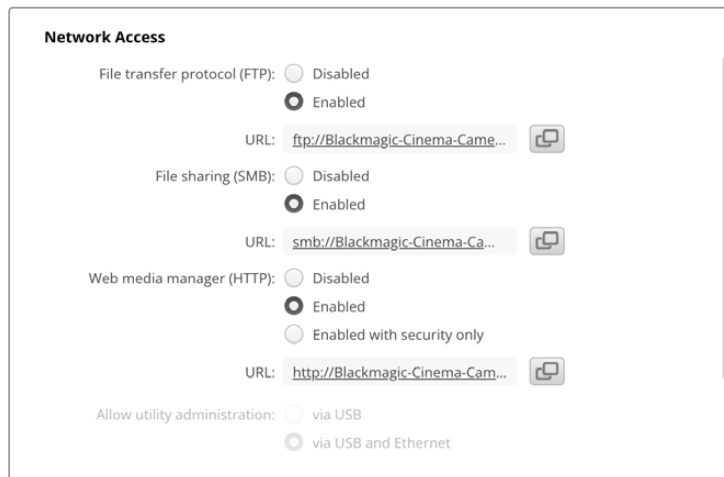 Network Access
File transfer protocol (FTP): Disabled
Enabled
URL: ftp://Blackmagic-Cinema-Came...
File sharing (SMB): Disabled
Enabled
URL: smb://Blackmagic-Cinema-Ca...
Web media manager (HTTP): Disabled
Enabled
Enabled with security only
URL: http://Blackmagic-Cinema-Cam...
Allow utility administration: via USB
via USB and Ethernet